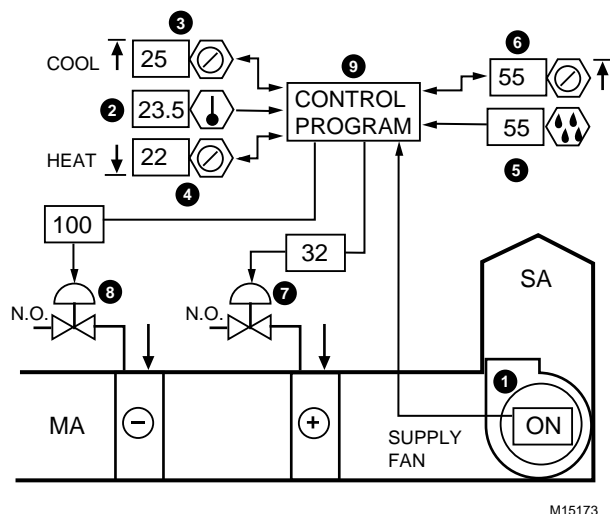 3
COOL
25
6
55
9
CONTROL
PROGRAM
2
23.5
55
5
HEAT
22
4
100
32
8
7
N.O.
N.O.
SA
1
MA
SUPPLY
FAN
ON
M15173